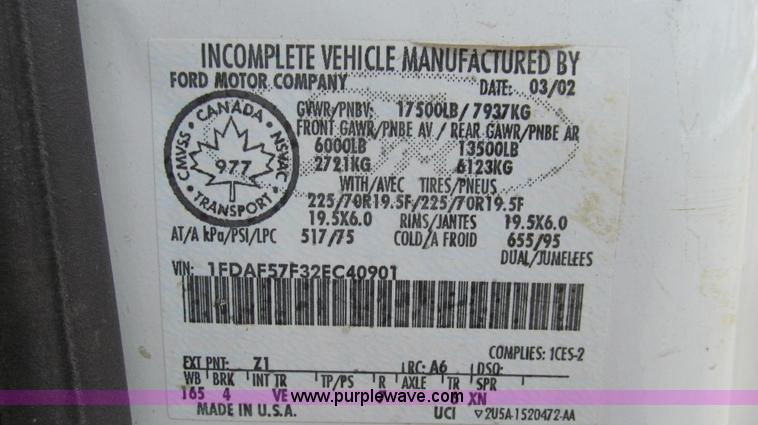 INCOMPLETE VEHICLE MANUFACTURED BY
FORD MOTOR COMPANY
DATE: 03/02
GVWR/PNBV: 17500LB / 7937KG
FRONT GAWR/PNBE AV / REAR GAWR/PNBE AR
6000LB 13500LB
2721KG 6123KG
WITH/AVEC TIRES/PNEUS
225/70R19.5F/225/70R19.5F
19.5X6.0 RIMS/JANTES 19.5X6.0
AT/A kPa/PSI/LPC 517/75 COLD/A FROID 655/95
DUAL/JUMELEES
CANADA
CMVSS NSVAC
977
TRANSPORT
VIN: 1FDAF57F32EC40901
COMPLIES: 1CES-2
EXT PNT: Z1 RC: A6 DSO:
WB BRK INT TR TP/PS R AXLE TR SPR
165 4 VE XN
www.purplewave.com
MADE IN U.S.A. UCI ▽2U5A-1520472-AA